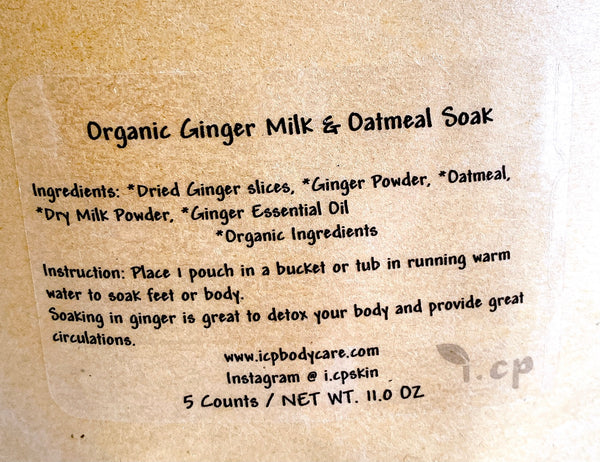 Organic Ginger Milk & Oatmeal Soak
Ingredients: *Dried Ginger slices, *Ginger Powder, *Oatmeal,
*Dry Milk Powder, *Ginger Essential Oil
*Organic Ingredients
Instruction: Place 1 pouch in a bucket or tub in running warm
water to soak feet or body.
Soaking in ginger is great to detox your body and provide great
circulations.
www.icpbodycare.com
Instagram @ i.cpskin
i.cp
5 Counts / NET WT. 11.0 OZ